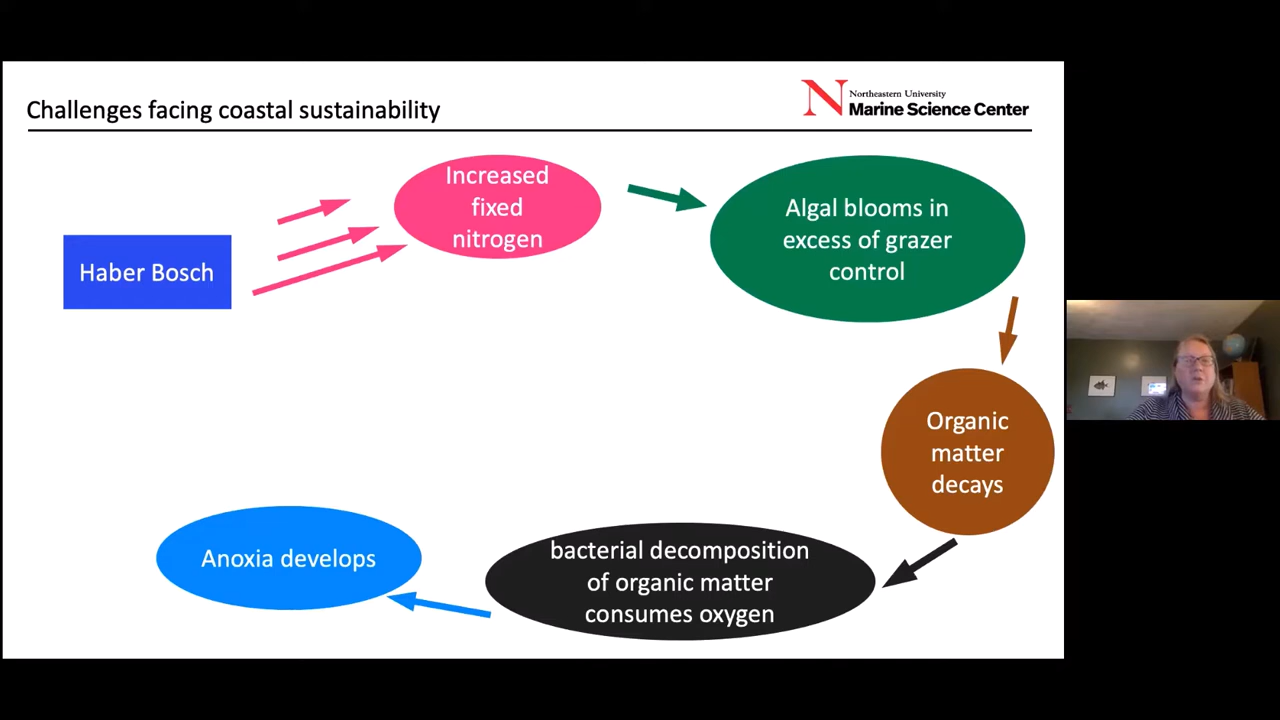 Challenges facing coastal sustainability
N
Northeastern University
Marine Science Center
Haber Bosch
Increased
fixed
nitrogen
Algal blooms in
excess of grazer
control
Organic
matter
decays
bacterial decomposition
of organic matter
consumes oxygen
Anoxia develops